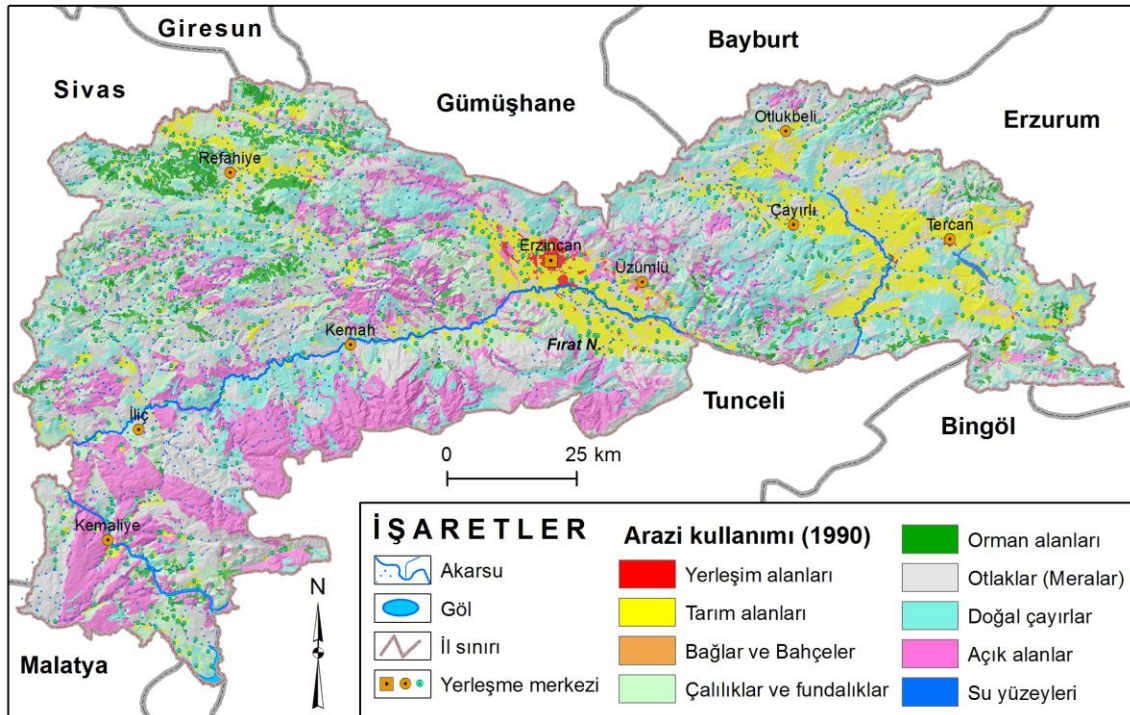 Giresun
Bayburt
Sivas
Gümüşhane
Erzurum
Otlukbeli
Refahiye
Çayırlı
Tercan
Erzincan
Üzümlü
Kemah
Fırat N.
Tunceli
Bingöl
İliç
0 25 km
Kemaliye
N
Malatya
İŞARETLER
Akarsu
Göl
İl sınırı
Yerleşme merkezi
Arazi kullanımı (1990)
Yerleşim alanları
Tarım alanları
Bağlar ve Bahçeler
Çalılıklar ve fundalıklar
Orman alanları
Otlaklar (Meralar)
Doğal çayırlar
Açık alanlar
Su yüzeyleri